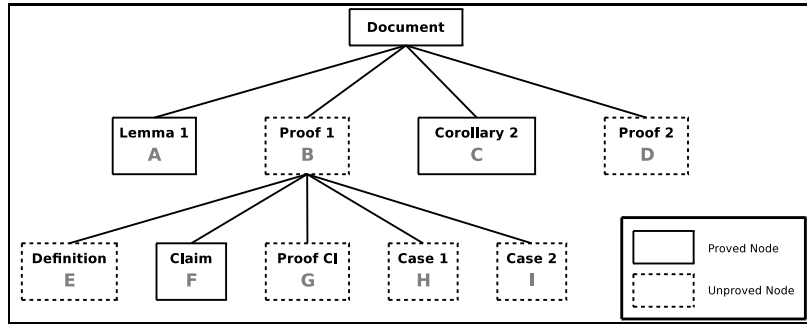 Document
Lemma 1
A
Proof 1
B
Corollary 2
C
Proof 2
D
Definition
E
Claim
F
Proof Cl
G
Case 1
H
Case 2
I
Proved Node
Unproved Node